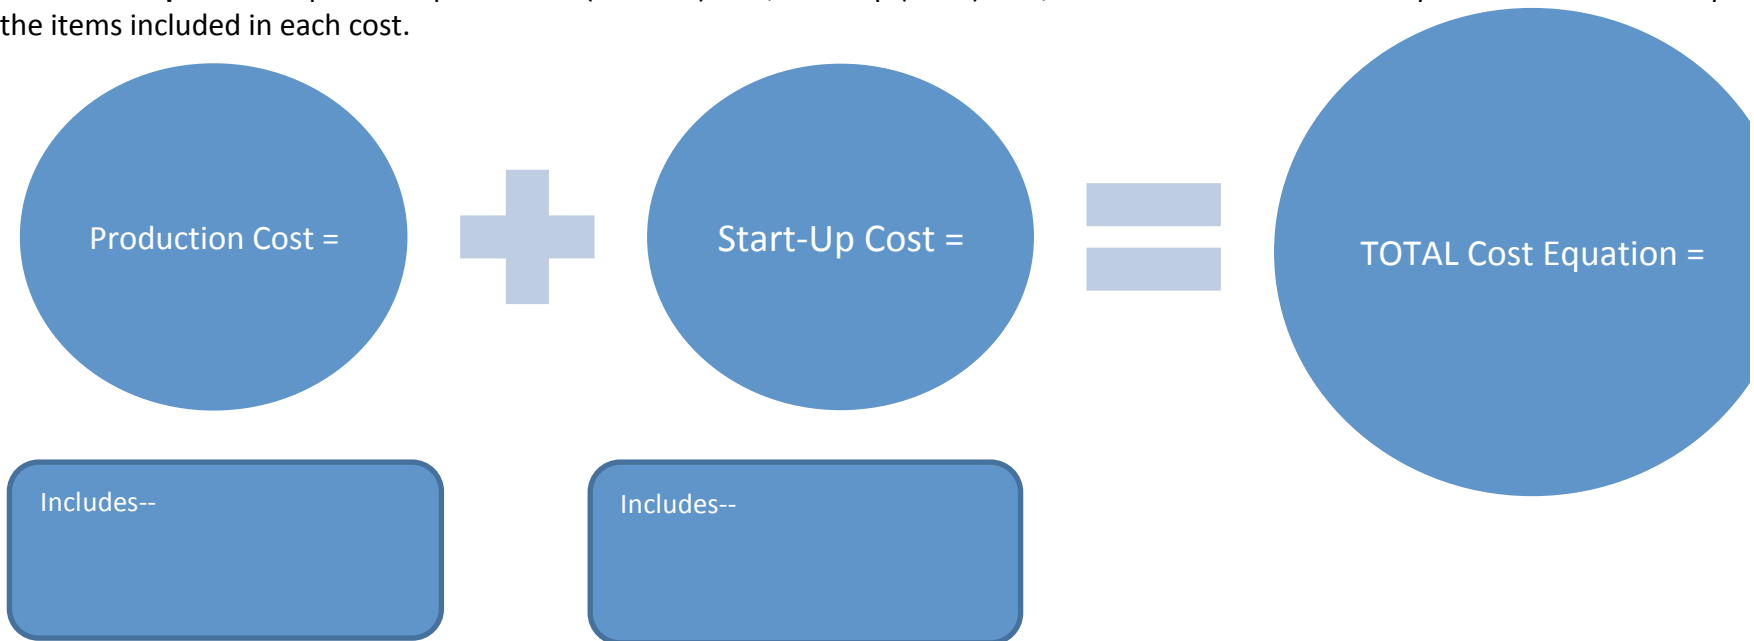 the items included in each cost.
Production Cost =
Start-Up Cost =
TOTAL Cost Equation =
Includes--
Includes--